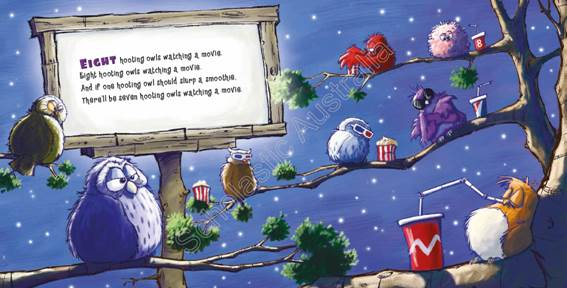 EIGHT hooting owls watching a movie.
Eight hooting owls watching a movie.
And if one hooting owl should slurp a smoothie,
There'll be seven hooting owls watching a movie.
Scholastic Australia
8